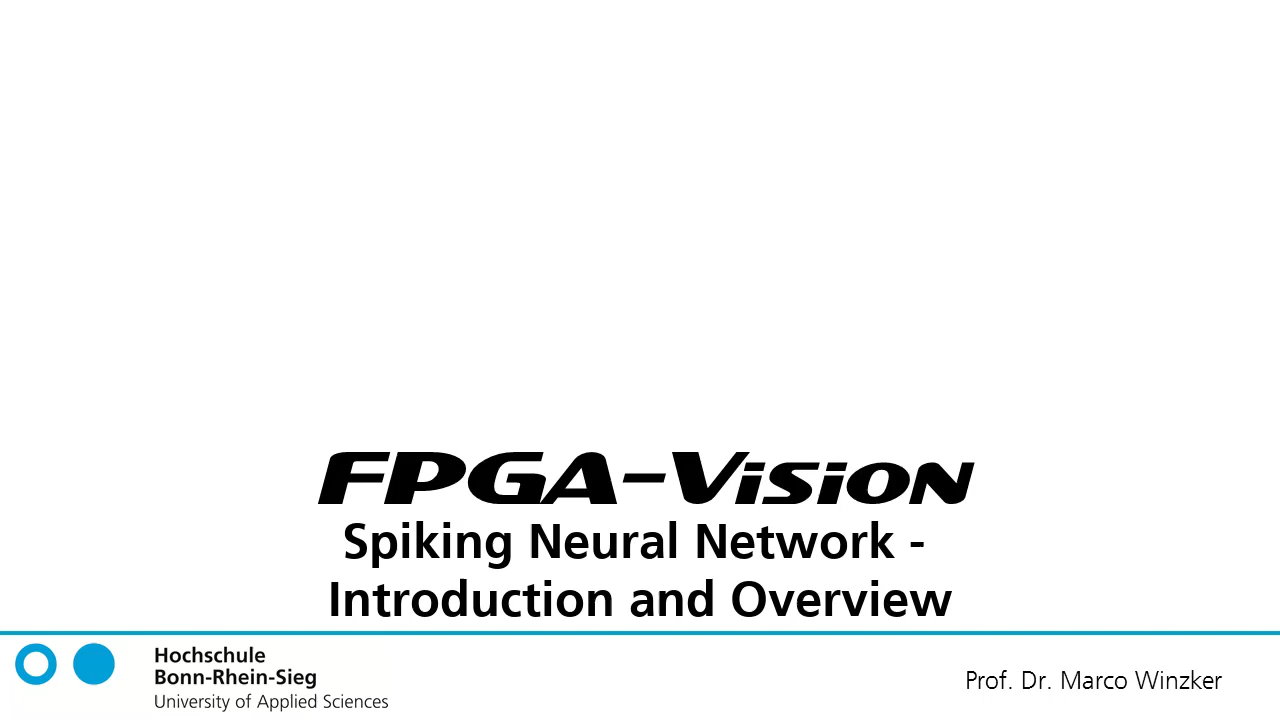 FPGA-Vision
Spiking Neural Network -
Introduction and Overview
Hochschule
Bonn-Rhein-Sieg
University of Applied Sciences
Prof. Dr. Marco Winzker